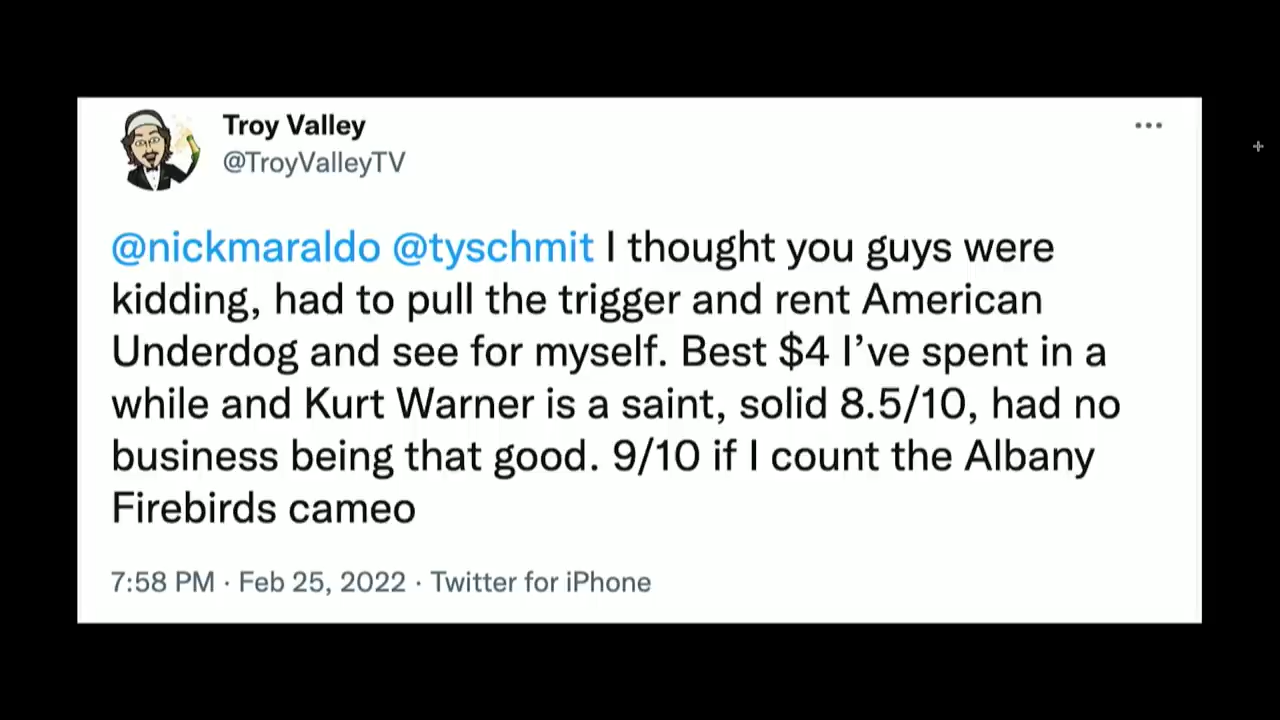 Troy Valley
@TroyValleyTV
@nickmaraldo @tyschmit I thought you guys were
kidding, had to pull the trigger and rent American
Underdog and see for myself. Best $4 I’ve spent in a
while and Kurt Warner is a saint, solid 8.5/10, had no
business being that good. 9/10 if I count the Albany
Firebirds cameo
7:58 PM · Feb 25, 2022 · Twitter for iPhone